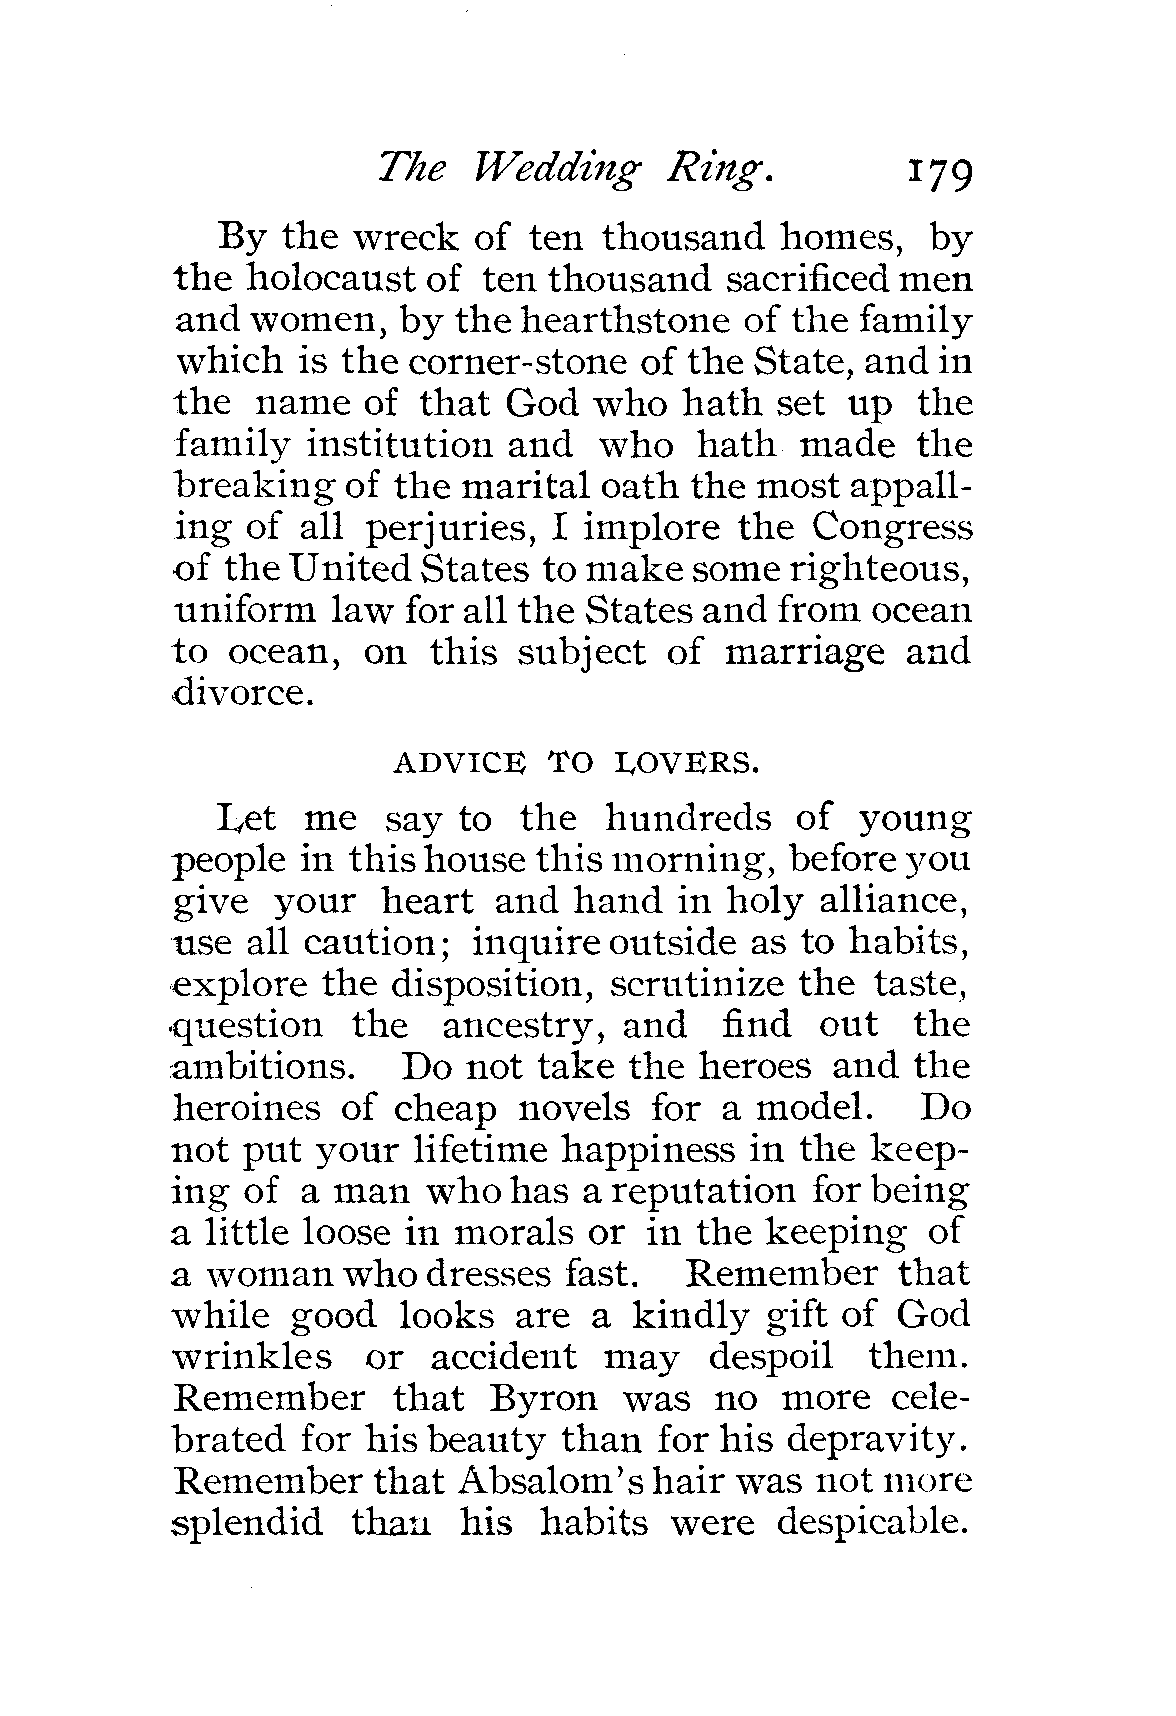 The Wedding Ring. 179
By the wreck of ten thousand homes, by
the holocaust of ten thousand sacrificed men
and women, by the hearthstone of the family
which is the corner-stone of the State, and in
the name of that God who hath set up the
family institution and who hath made the
breaking of the marital oath the most appall-
ing of all perjuries, I implore the Congress
of the United States to make some righteous,
uniform law for all the States and from ocean
to ocean, on this subject of marriage and
divorce.
ADVICE TO LOVERS.
Let me say to the hundreds of young
people in this house this morning, before you
give your heart and hand in holy alliance,
use all caution; inquire outside as to habits,
explore the disposition, scrutinize the taste,
question the ancestry, and find out the
ambitions. Do not take the heroes and the
heroines of cheap novels for a model. Do
not put your lifetime happiness in the keep-
ing of a man who has a reputation for being
a little loose in morals or in the keeping of
a woman who dresses fast. Remember that
while good looks are a kindly gift of God
wrinkles or accident may despoil them.
Remember that Byron was no more cele-
brated for his beauty than for his depravity.
Remember that Absalom's hair was not more
splendid than his habits were despicable.